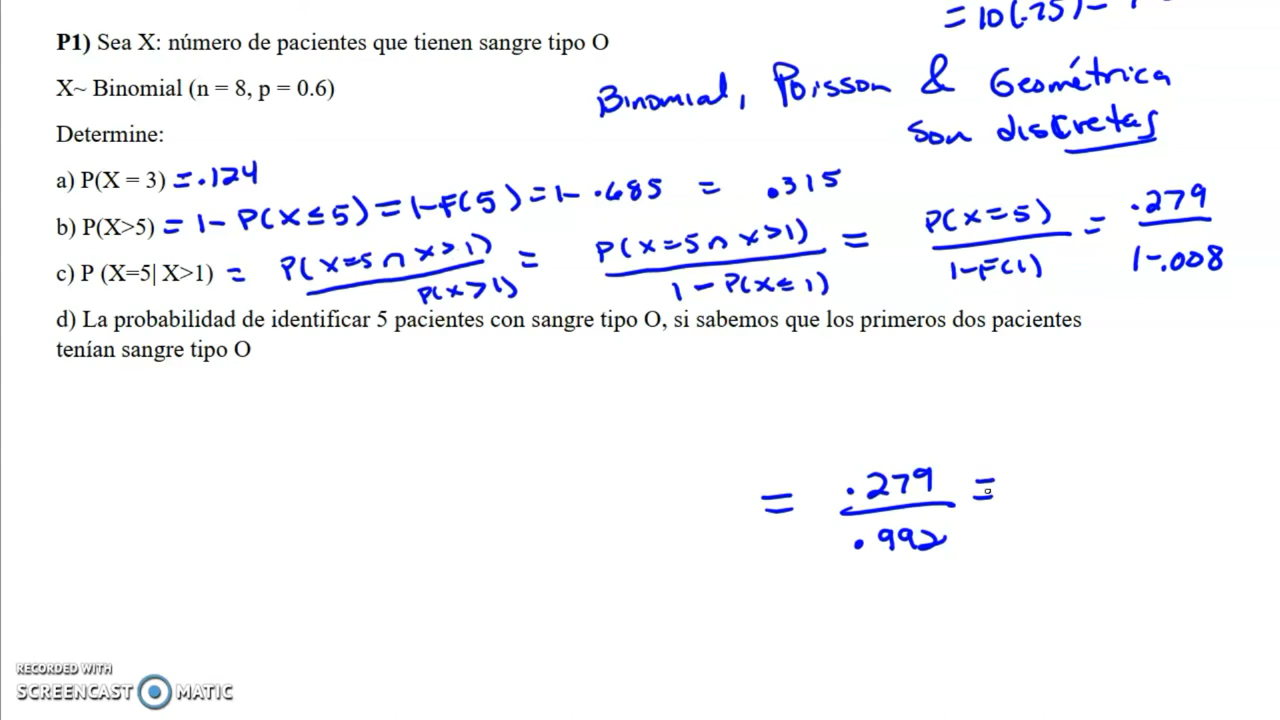 = 10(.75) =
P1) Sea X: número de pacientes que tienen sangre tipo O
X~ Binomial (n = 8, p = 0.6)
Binomial, Poisson & Geométrica
son discretas
Determine:
a) P(X = 3) = .124
b) P(X>5) = 1- P(X ≤ 5) = 1-F(5) = 1- .685 = .315
c) P (X=5| X>1) = P(X=5 ∩ X>1) / P(X>1) = P(X=5 ∩ X>1) / 1 - P(X≤1) = P(X=5) / 1-F(1) = .279 / 1-.008
d) La probabilidad de identificar 5 pacientes con sangre tipo O, si sabemos que los primeros dos pacientes
tenían sangre tipo O
= .279 / .992 =
RECORDED WITH
SCREENCAST MATIC